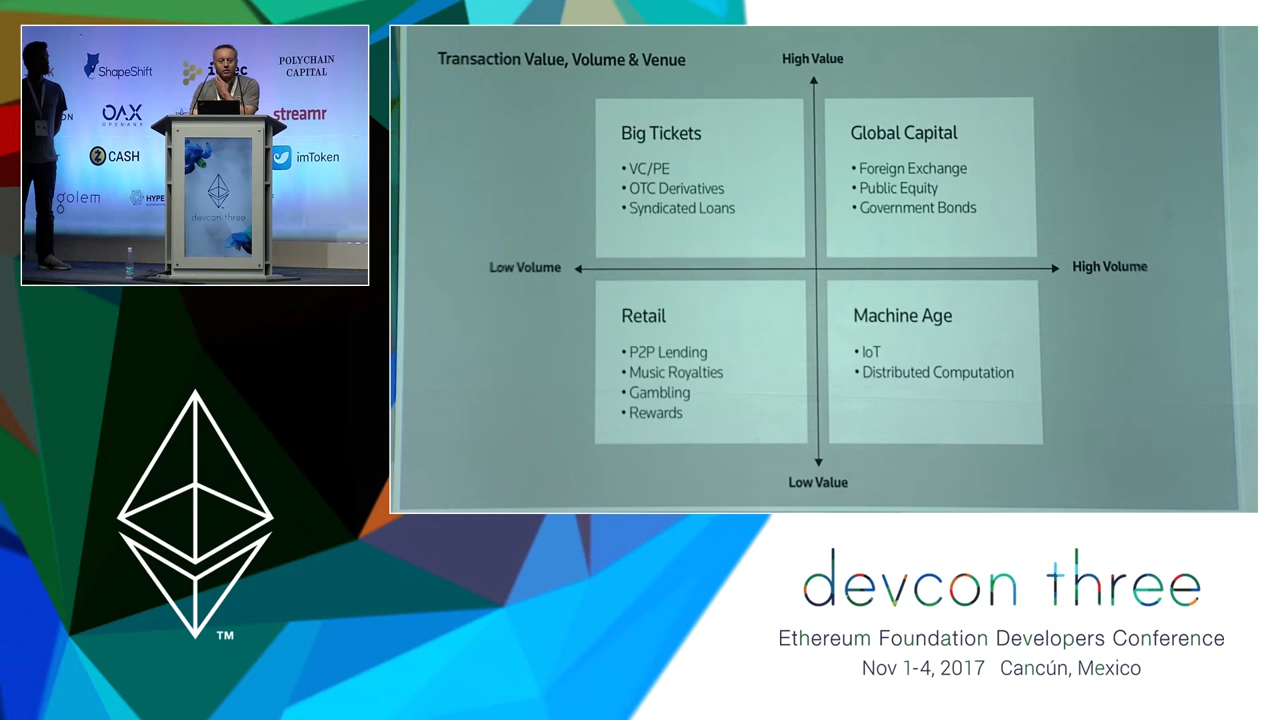 ShapeShift
POLYCHAIN
CAPITAL
OAX
OPENANX
streamr
CASH
imToken
golem
HYPE
devcon three
Transaction Value, Volume & Venue
High Value
Big Tickets
• VC/PE
• OTC Derivatives
• Syndicated Loans
Global Capital
• Foreign Exchange
• Public Equity
• Government Bonds
Low Volume
High Volume
Retail
• P2P Lending
• Music Royalties
• Gambling
• Rewards
Machine Age
• IoT
• Distributed Computation
Low Value
TM
devcon three
Ethereum Foundation Developers Conference
Nov 1-4, 2017 Cancún, Mexico